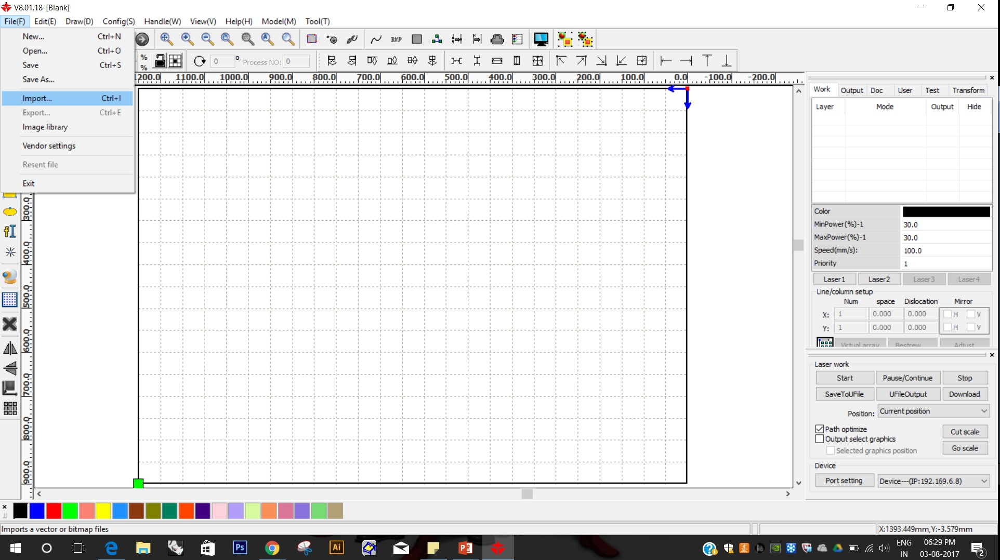 V8.01.18-[Blank]
File(F) Edit(E) Draw(D) Config(S) Handle(W) View(V) Help(H) Model(M) Tool(T)
New... Ctrl+N
Open... Ctrl+O
Save Ctrl+S
Save As...
Import... Ctrl+I
Export... Ctrl+E
Image library
Vendor settings
Resent file
Exit
BMP
%
%
0 ° Process NO: 0
1200.0 1100.0 1000.0 900.0 800.0 700.0 600.0 500.0 400.0 300.0 200.0 100.0 0.0 -100.0 -200.0
300.0
400.0
500.0
600.0
700.0
800.0
900.0
Work Output Doc User Test Transform
Layer Mode Output Hide
Color
MinPower(%)-1 30.0
MaxPower(%)-1 30.0
Speed(mm/s): 100.0
Priority 1
Laser1 Laser2 Laser3 Laser4
Line/column setup
Num space Dislocation Mirror
X: 1 0.000 0.000 H V
Y: 1 0.000 0.000 H V
Virtual array Bestrew Adjust
Laser work
Start Pause/Continue Stop
SaveToUFile UFileOutput Download
Position: Current position
Path optimize Cut scale
Output select graphics
Selected graphics position Go scale
Device
Port setting Device---(IP:192.169.6.8)
Imports a vector or bitmap files
X:1393.449mm,Y:-3.579mm
Ps Ai P
ENG
IN
06:29 PM
03-08-2017
2